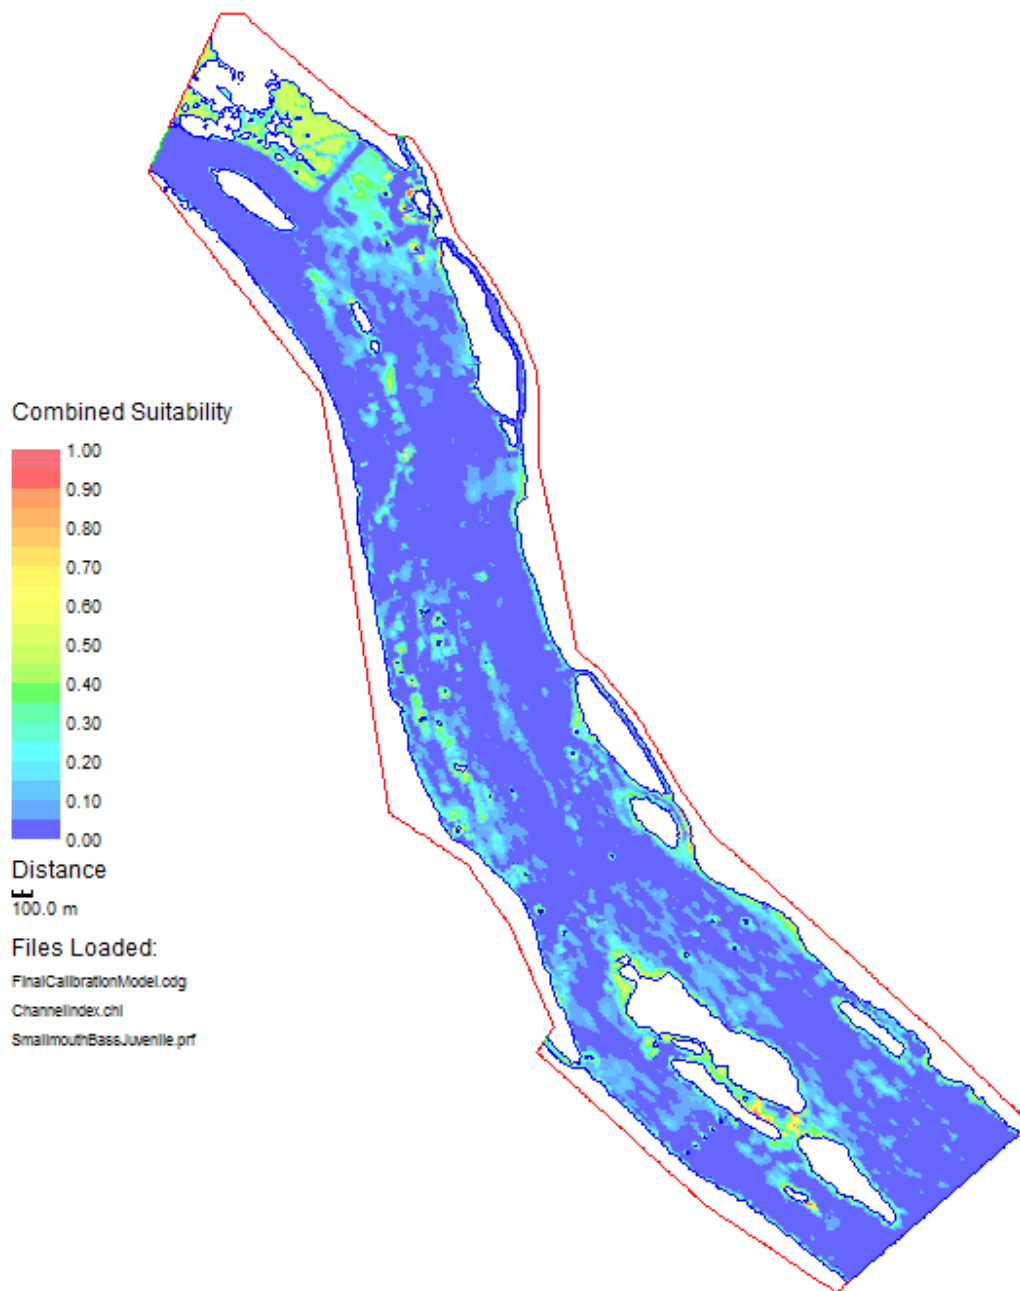 Combined Suitability
1.00
0.90
0.80
0.70
0.60
0.50
0.40
0.30
0.20
0.10
0.00
Distance
100.0 m
Files Loaded:
FinalCalibrationModel.cdg
ChannelIndex.chi
SmallmouthBassJuvenile.prf